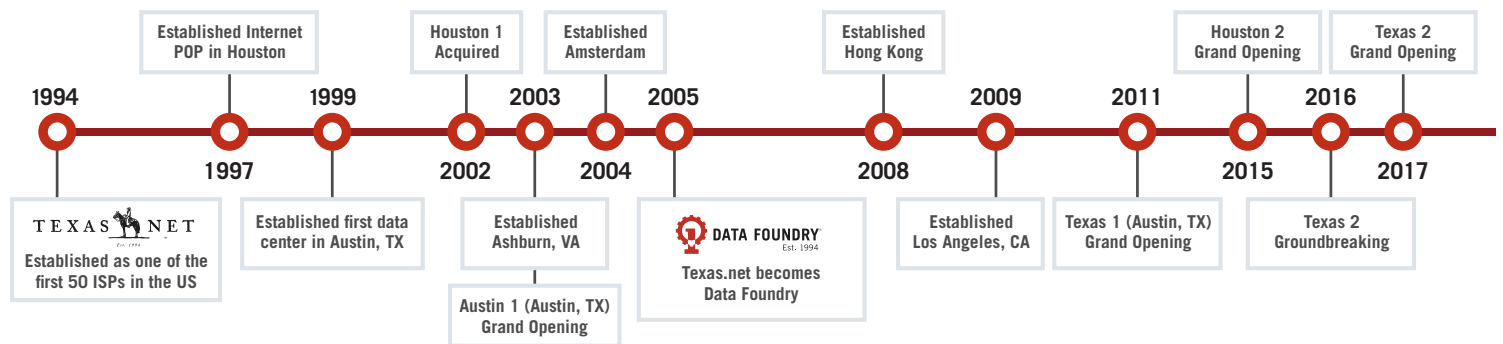 Established Internet
POP in Houston
Houston 1
Acquired
Established
Amsterdam
Established
Hong Kong
Houston 2
Grand Opening
Texas 2
Grand Opening
1994
1999
2003
2005
2009
2011
2016
1997
2002
2004
2008
2015
2017
TEXAS NET
Est. 1994
Established as one of the
first 50 ISPs in the US
Established first data
center in Austin, TX
Established
Ashburn, VA
Austin 1 (Austin, TX)
Grand Opening
DATA FOUNDRY
Est. 1994
Texas.net becomes
Data Foundry
Established
Los Angeles, CA
Texas 1 (Austin, TX)
Grand Opening
Texas 2
Groundbreaking